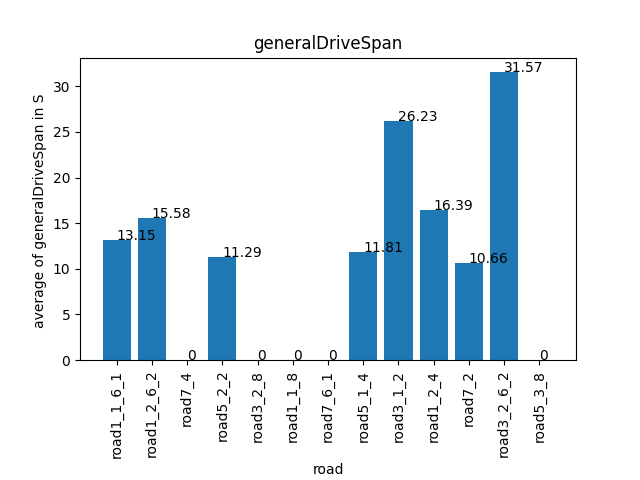 generalDriveSpan
average of generalDriveSpan in S
30
25
20
15
10
5
0
13.15
15.58
0
11.29
0
0
0
11.81
26.23
16.39
10.66
31.57
0
road1_1_6_1
road1_2_6_2
road7_4
road5_2_2
road3_2_8
road1_1_8
road7_6_1
road5_1_4
road3_1_2
road1_2_4
road7_2
road3_2_6_2
road5_3_8
road